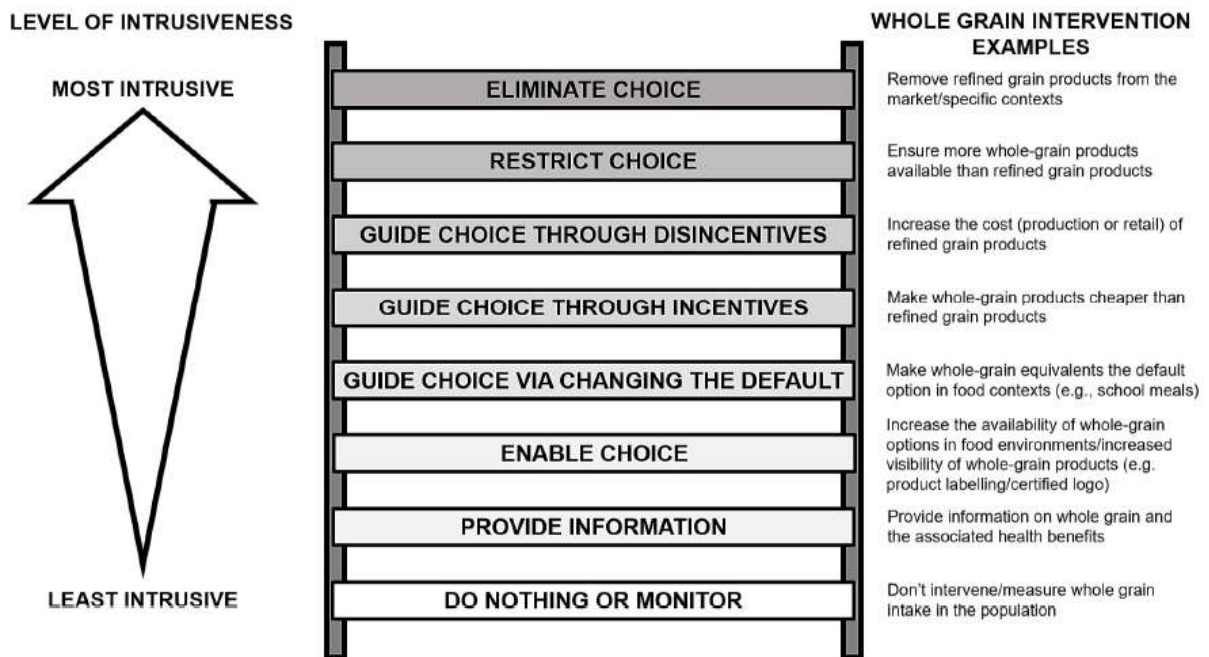 LEVEL OF INTRUSIVENESS
WHOLE GRAIN INTERVENTION
EXAMPLES
MOST INTRUSIVE
ELIMINATE CHOICE
Remove refined grain products from the
market/specific contexts
RESTRICT CHOICE
Ensure more whole-grain products
available than refined grain products
GUIDE CHOICE THROUGH DISINCENTIVES
Increase the cost (production or retail) of
refined grain products
GUIDE CHOICE THROUGH INCENTIVES
Make whole-grain products cheaper than
refined grain products
GUIDE CHOICE VIA CHANGING THE DEFAULT
Make whole-grain equivalents the default
option in food contexts (e.g., school meals)
ENABLE CHOICE
Increase the availability of whole-grain
options in food environments/increased
visibility of whole-grain products (e.g.
product labelling/certified logo)
PROVIDE INFORMATION
Provide information on whole grain and
the associated health benefits
LEAST INTRUSIVE
DO NOTHING OR MONITOR
Don't intervene/measure whole grain
intake in the population